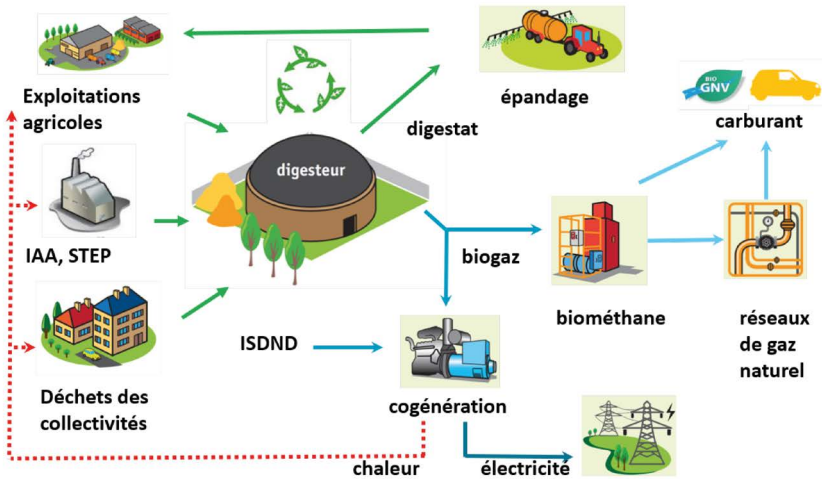 Exploitations
agricoles
épandage
BIO
GNV
carburant
digestat
digesteur
IAA, STEP
biogaz
biométhane
réseaux
de gaz
naturel
ISDND
Déchets des
collectivités
cogénération
chaleur
électricité